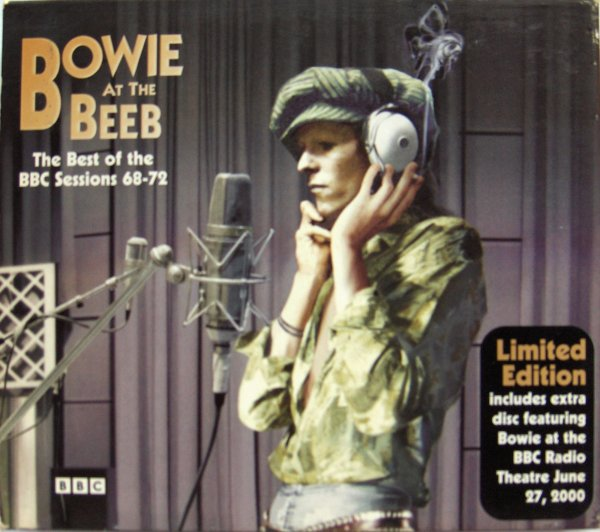 BOWIE
AT THE
BEEB
The Best of the
BBC Sessions 68-72
Limited
Edition
includes extra
disc featuring
Bowie at the
BBC Radio
Theatre June
27, 2000
BBC